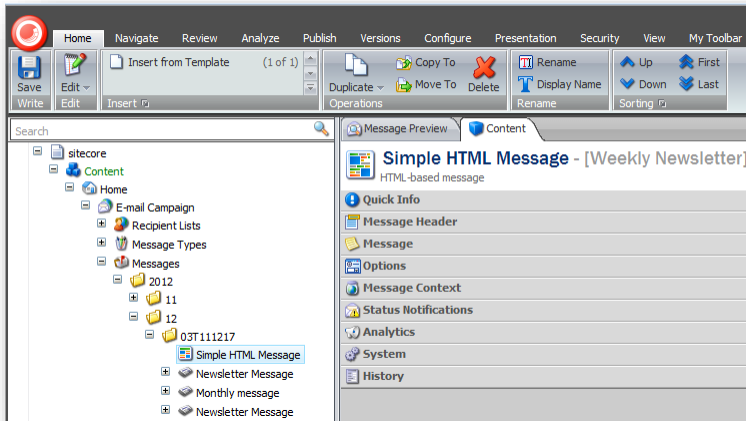 Home Navigate Review Analyze Publish Versions Configure Presentation Security View My Toolbar
Insert from Template (1 of 1)
Copy To
Rename
Up
First
Save
Edit
Duplicate
Move To
Delete
Display Name
Down
Last
Write Edit Insert Operations Rename Sorting
Search
sitecore
Content
Home
E-mail Campaign
Recipient Lists
Message Types
Messages
2012
11
12
03T111217
Simple HTML Message
Newsletter Message
Monthly message
Newsletter Message
Message Preview Content
Simple HTML Message - [Weekly Newsletter]
HTML-based message
Quick Info
Message Header
Message
Options
Message Context
Status Notifications
Analytics
System
History